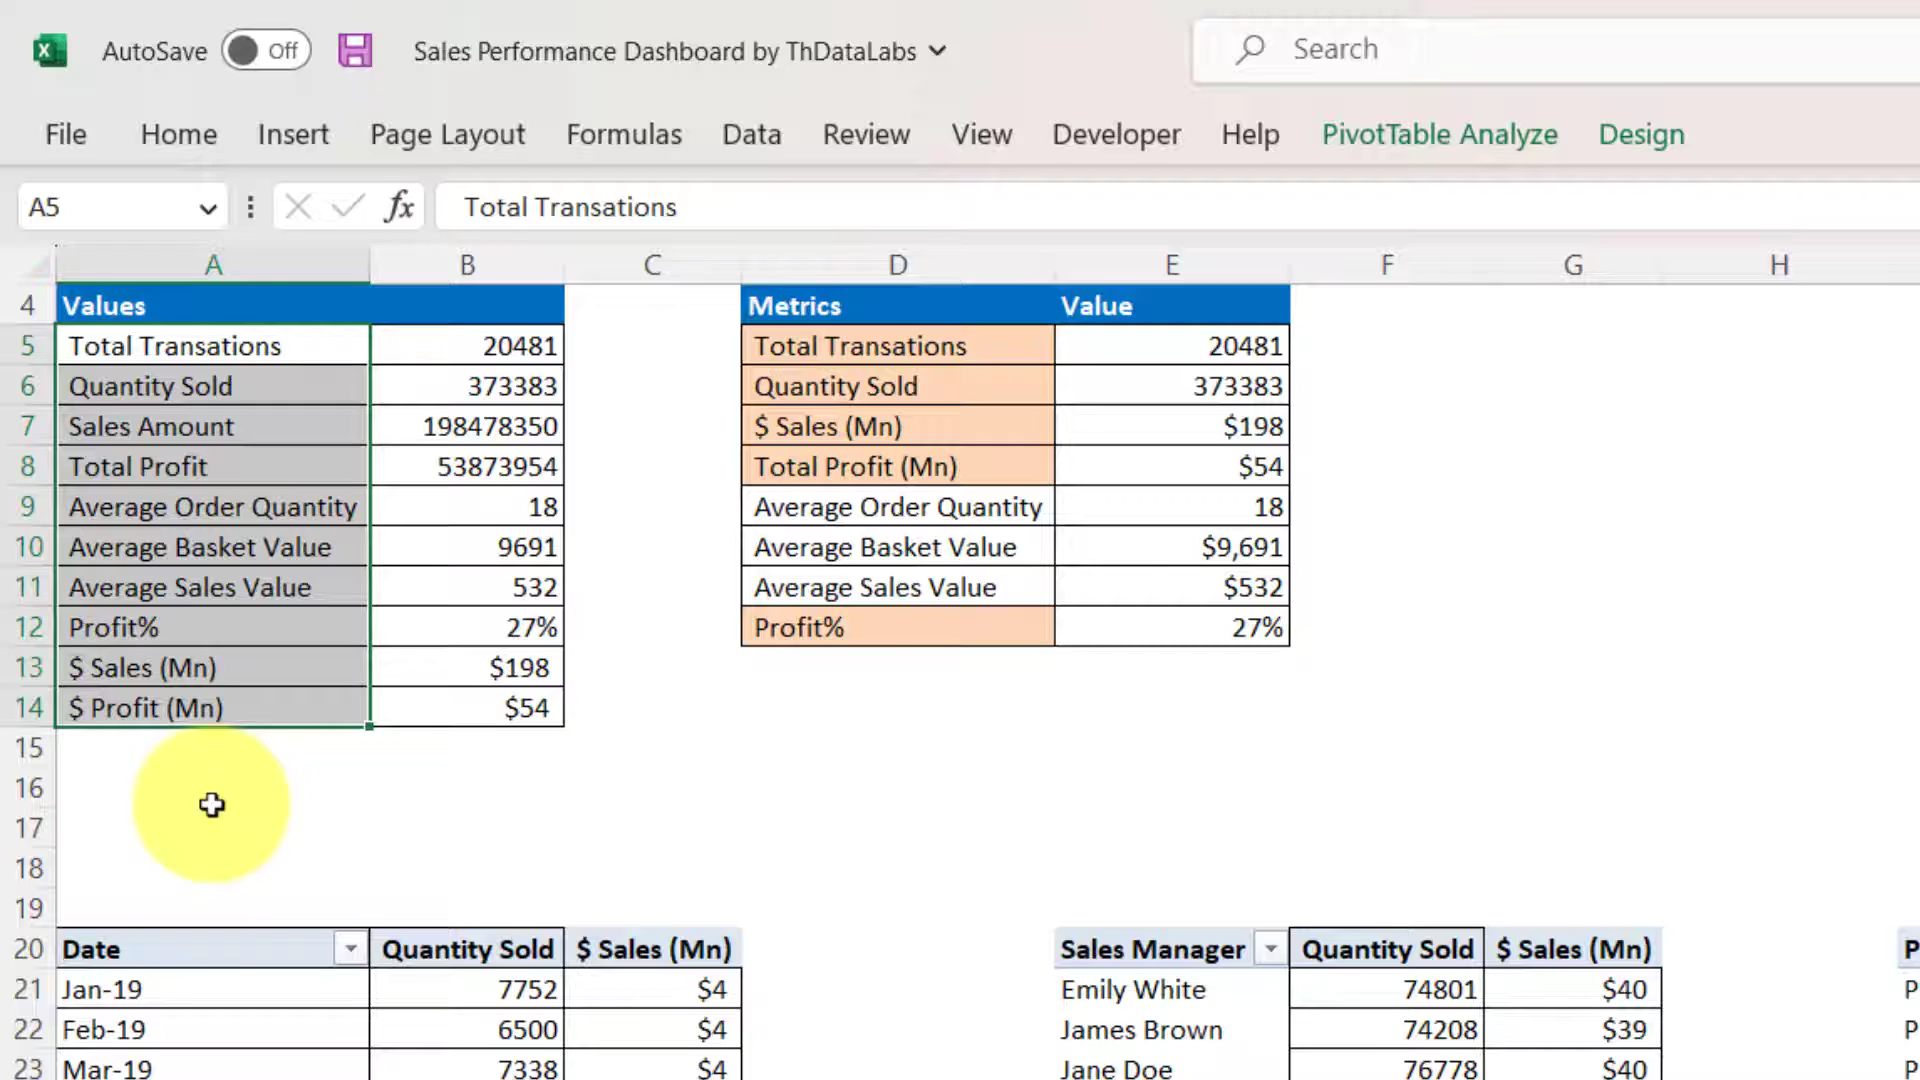 AutoSave Off Sales Performance Dashboard by ThDataLabs Search
File Home Insert Page Layout Formulas Data Review View Developer Help PivotTable Analyze Design
A5 fx Total Transations
A B C D E F G H
4 Values Metrics Value
5 Total Transations 20481 Total Transations 20481
6 Quantity Sold 373383 Quantity Sold 373383
7 Sales Amount 198478350 $ Sales (Mn) $198
8 Total Profit 53873954 Total Profit (Mn) $54
9 Average Order Quantity 18 Average Order Quantity 18
10 Average Basket Value 9691 Average Basket Value $9,691
11 Average Sales Value 532 Average Sales Value $532
12 Profit% 27% Profit% 27%
13 $ Sales (Mn) $198
14 $ Profit (Mn) $54
15
16
17
18
19
20 Date Quantity Sold $ Sales (Mn) Sales Manager Quantity Sold $ Sales (Mn) P
21 Jan-19 7752 $4 Emily White 74801 $40 P
22 Feb-19 6500 $4 James Brown 74208 $39 P
23 Mar-19 7338 $4 Jane Doe 76778 $40 P